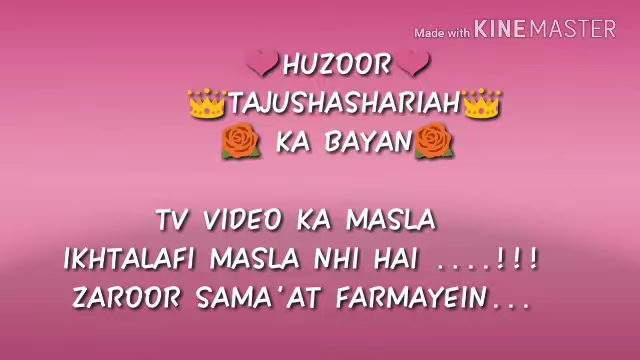 Made with KINEMASTER
❤HUZOOR❤
👑TAJUSHASHARIAH👑
🌹 KA BAYAN🌹
TV VIDEO KA MASLA
IKHTALAFI MASLA NHI HAI ....!!!
ZAROOR SAMA'AT FARMAYEIN...